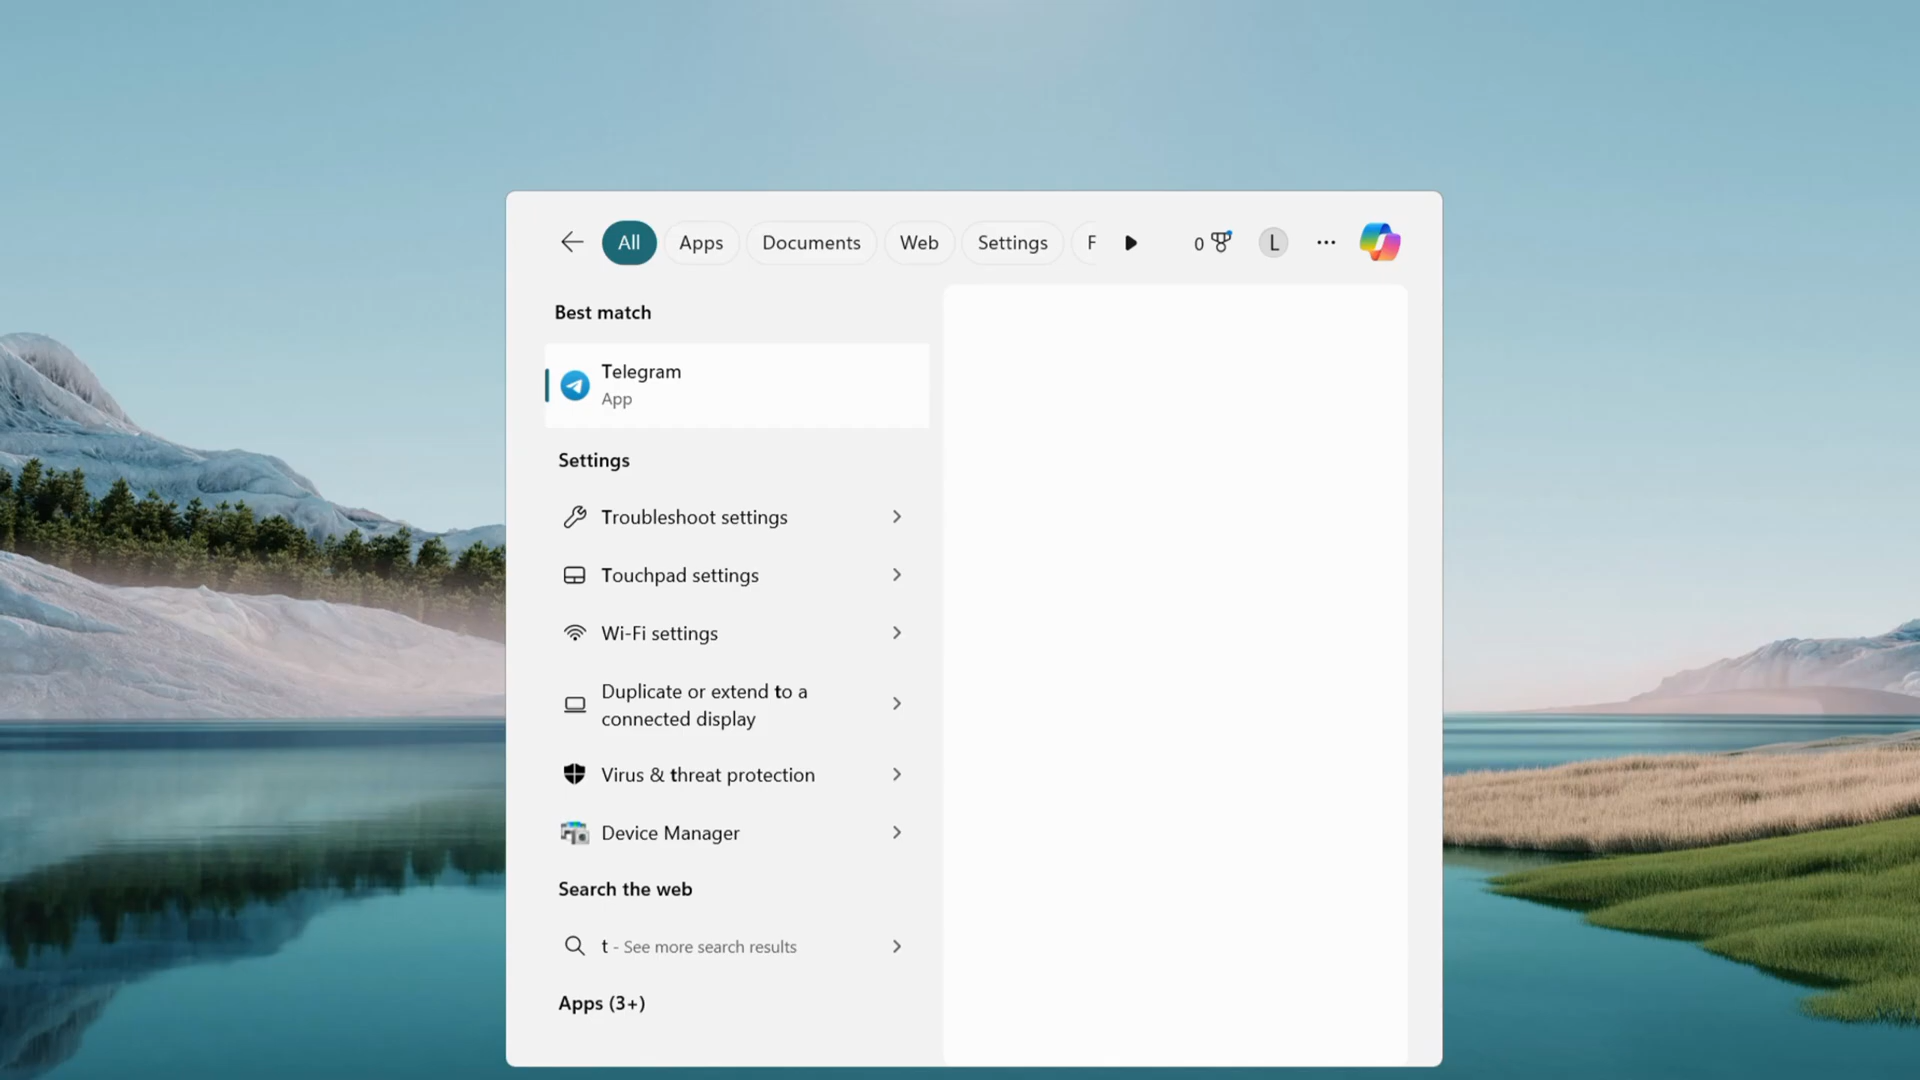 All
Apps
Documents
Web
Settings
F
0
L
Best match
Telegram
App
Settings
Troubleshoot settings
Touchpad settings
Wi-Fi settings
Duplicate or extend to a
connected display
Virus & threat protection
Device Manager
Search the web
t - See more search results
Apps (3+)